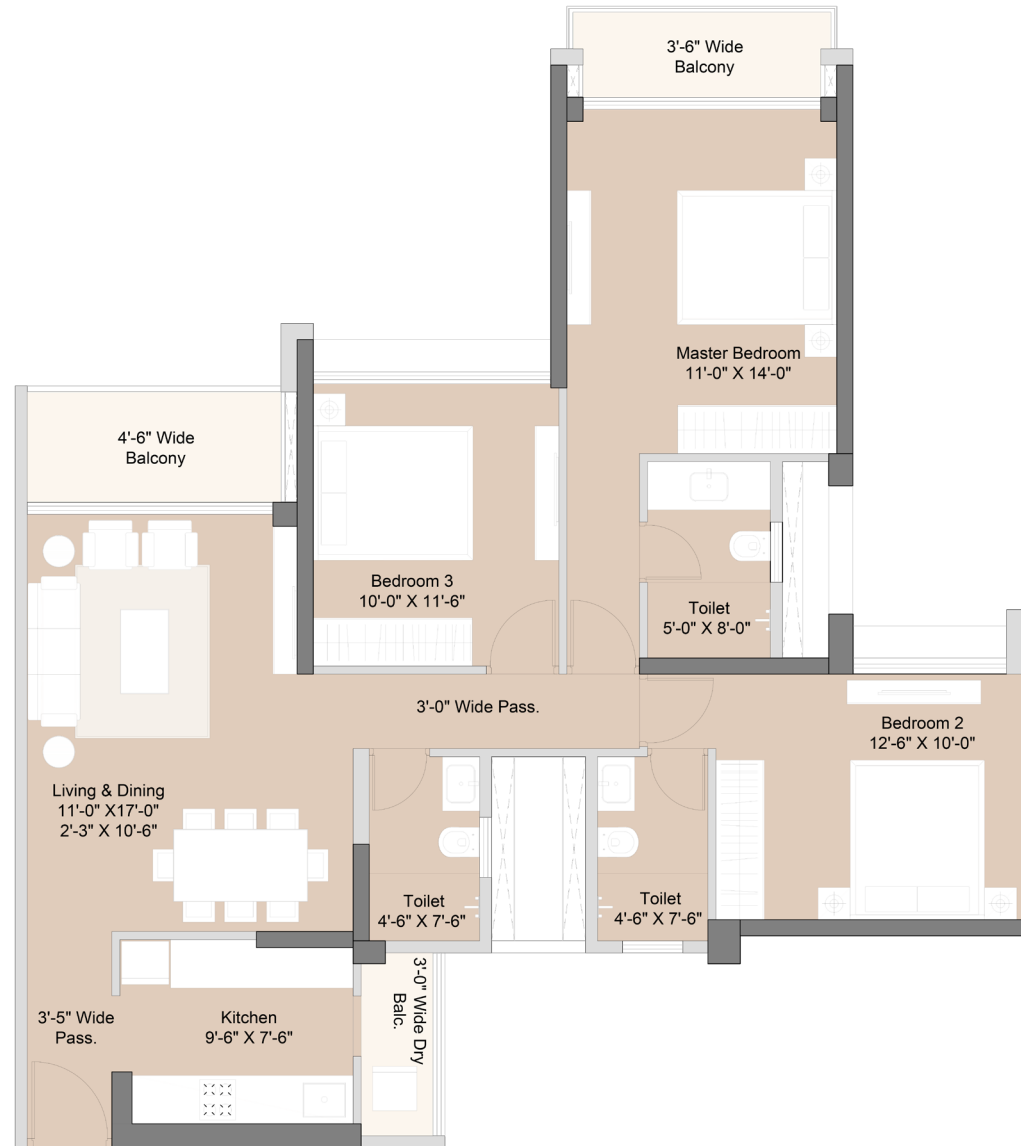 3'-6" Wide
Balcony
Master Bedroom
11'-0" X 14'-0"
4'-6" Wide
Balcony
Bedroom 3
10'-0" X 11'-6"
Toilet
5'-0" X 8'-0"
3'-0" Wide Pass.
Bedroom 2
12'-6" X 10'-0"
Living & Dining
11'-0" X17'-0"
2'-3" X 10'-6"
Toilet
4'-6" X 7'-6"
Toilet
4'-6" X 7'-6"
3'-5" Wide
Pass.
Kitchen
9'-6" X 7'-6"
3'-0" Wide Dry
Balc.